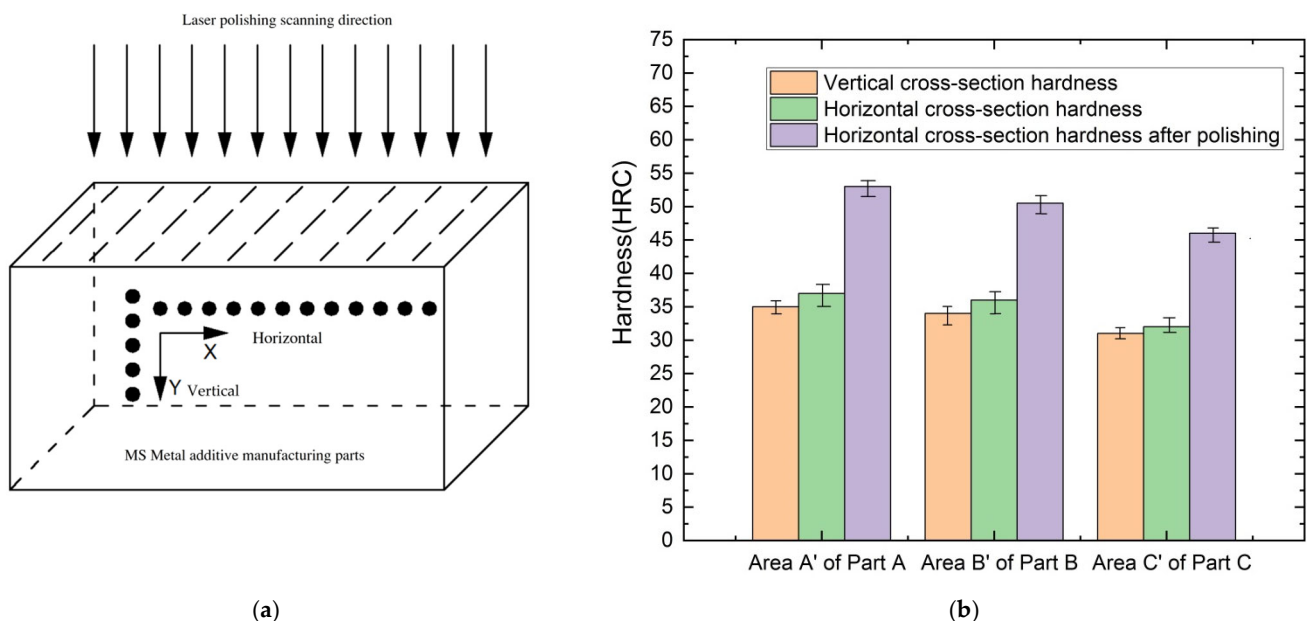 Laser polishing scanning direction
X
Horizontal
Y Vertical
MS Metal additive manufacturing parts
(a)
Hardness(HRC)
75
70
65
60
55
50
45
40
35
30
25
20
15
10
5
0
Vertical cross-section hardness
Horizontal cross-section hardness
Horizontal cross-section hardness after polishing
Area A' of Part A Area B' of Part B Area C' of Part C
(b)